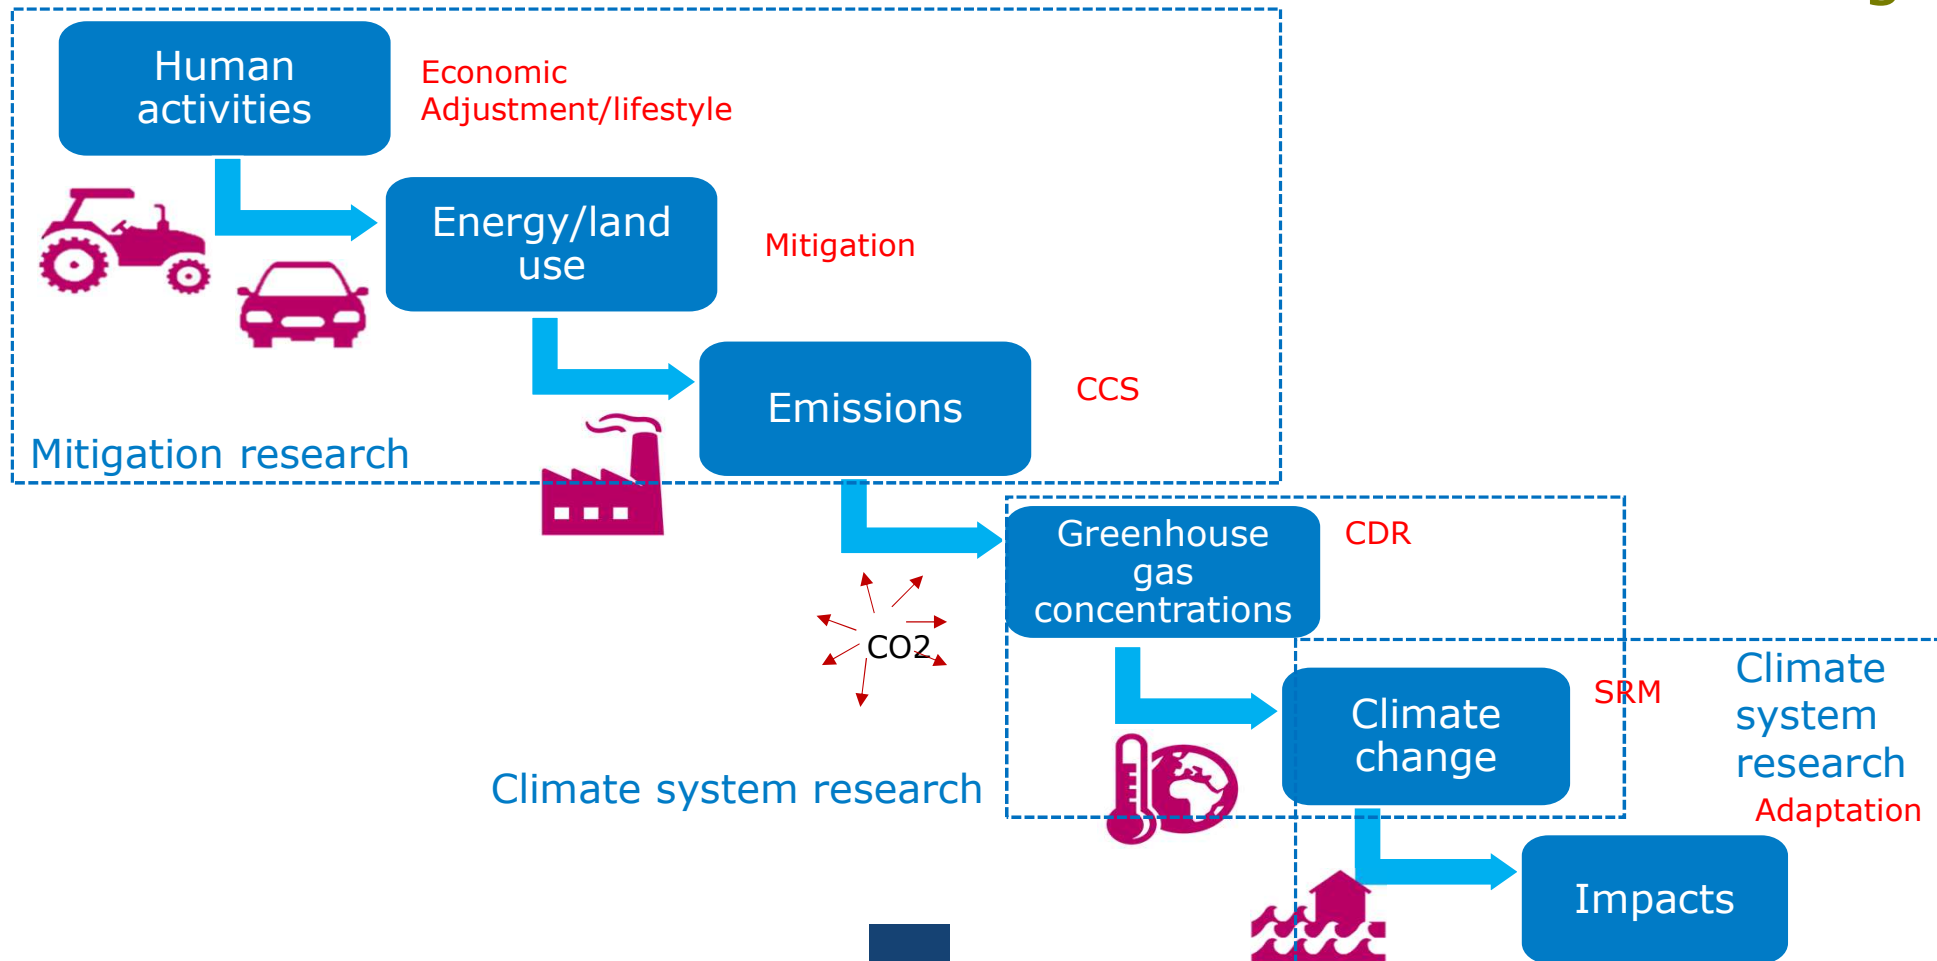 Human
activities
Economic
Adjustment/lifestyle
Energy/land
use
Mitigation
Emissions
CCS
Mitigation research
Greenhouse
gas
concentrations
CDR
CO2
Climate
change
SRM
Climate
system
research
Climate system research
Adaptation
Impacts